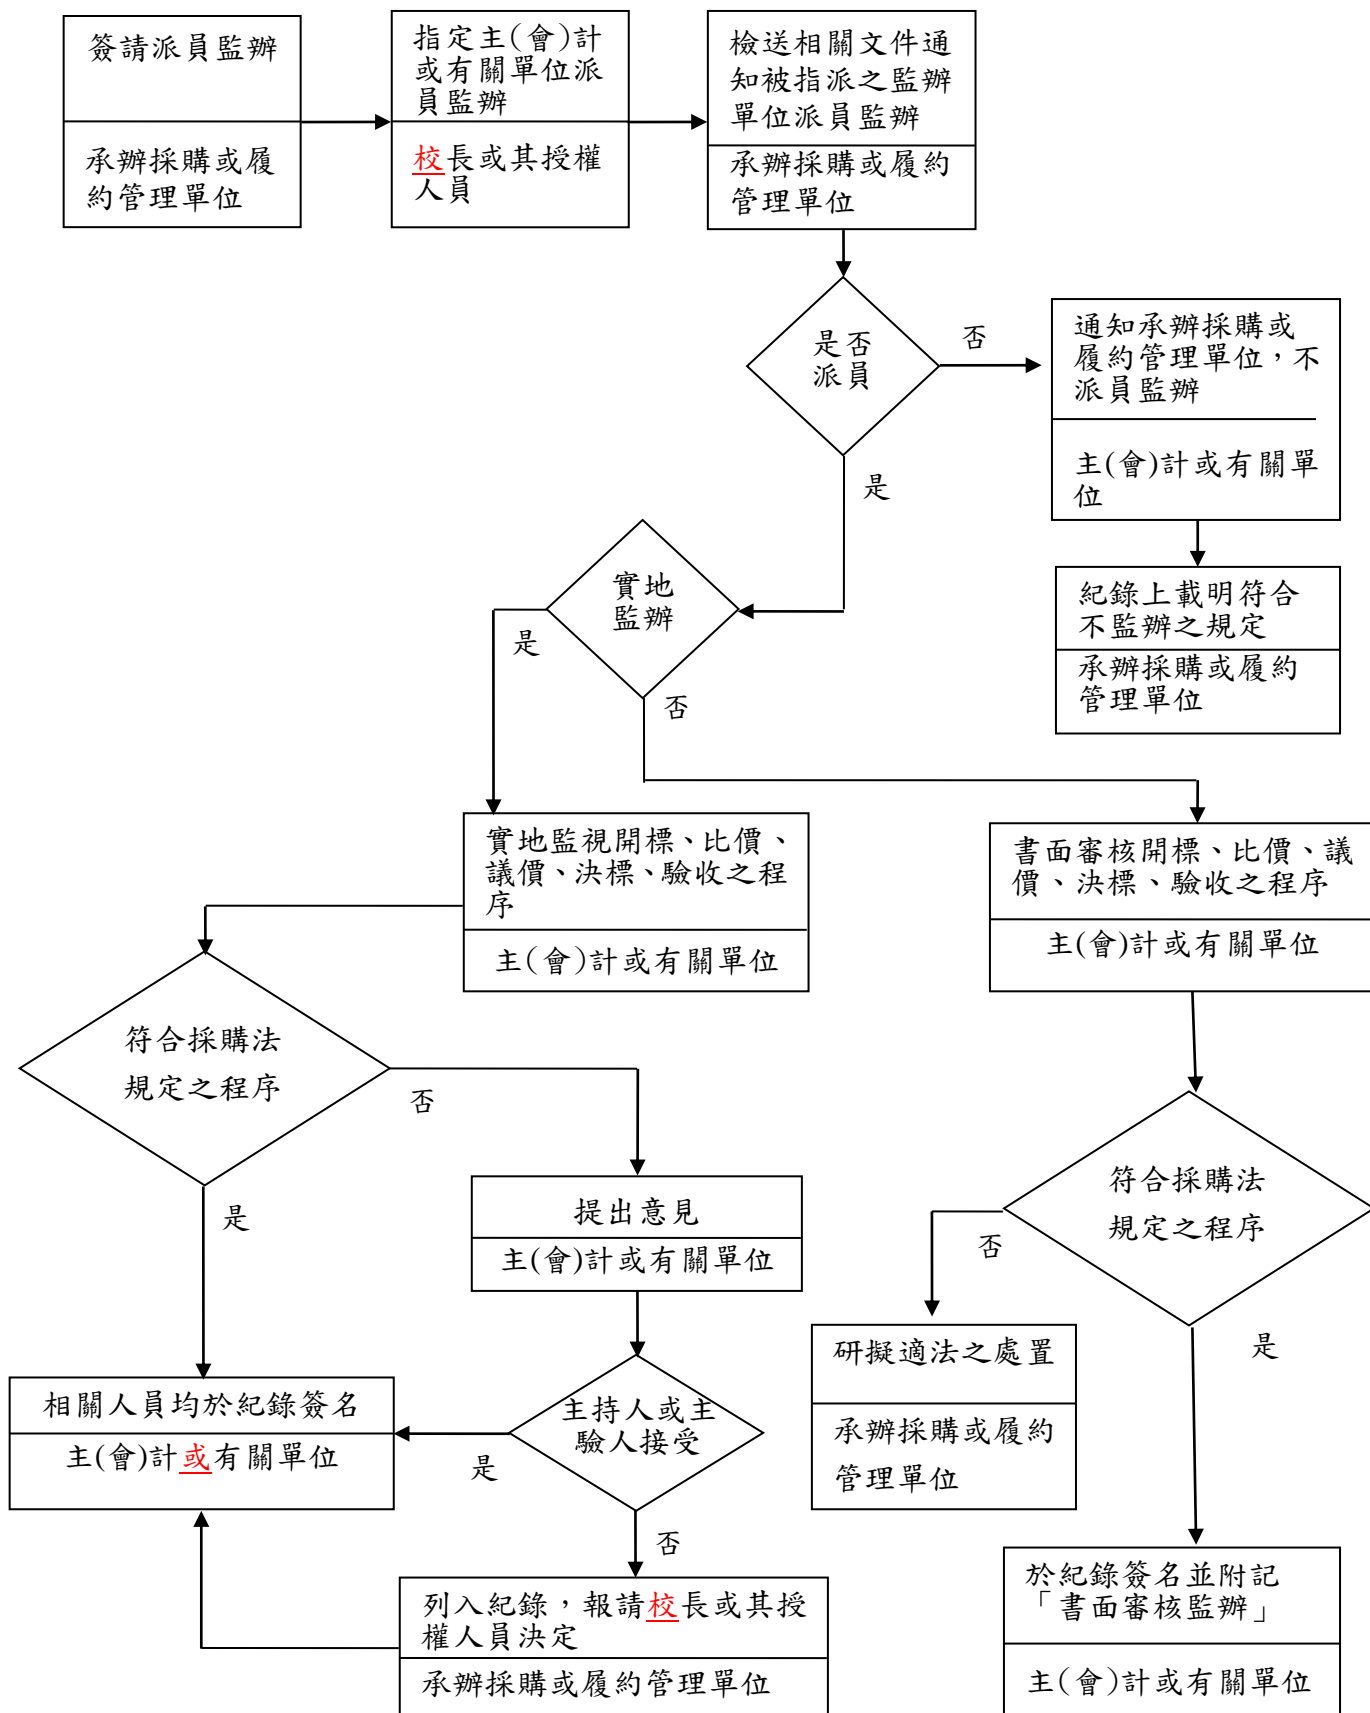 簽請派員監辦
承辦採購或履
約管理單位
指定主(會)計
或有關單位派
員監辦
校長或其授權
人員
檢送相關文件通
知被指派之監辦
單位派員監辦
承辦採購或履約
管理單位
是否
派員
否
是
通知承辦採購或
履約管理單位，不
派員監辦
主(會)計或有關單
位
紀錄上載明符合
不監辦之規定
承辦採購或履約
管理單位
實地
監辦
是
否
實地監視開標、比價、
議價、決標、驗收之程
序
主(會)計或有關單位
書面審核開標、比價、議
價、決標、驗收之程序
主(會)計或有關單位
符合採購法
規定之程序
否
是
提出意見
主(會)計或有關單位
符合採購法
規定之程序
否
是
研擬適法之處置
承辦採購或履約
管理單位
主持人或主
驗人接受
是
否
相關人員均於紀錄簽名
主(會)計或有關單位
列入紀錄，報請校長或其授
權人員決定
承辦採購或履約管理單位
於紀錄簽名並附記
「書面審核監辦」
主(會)計或有關單位